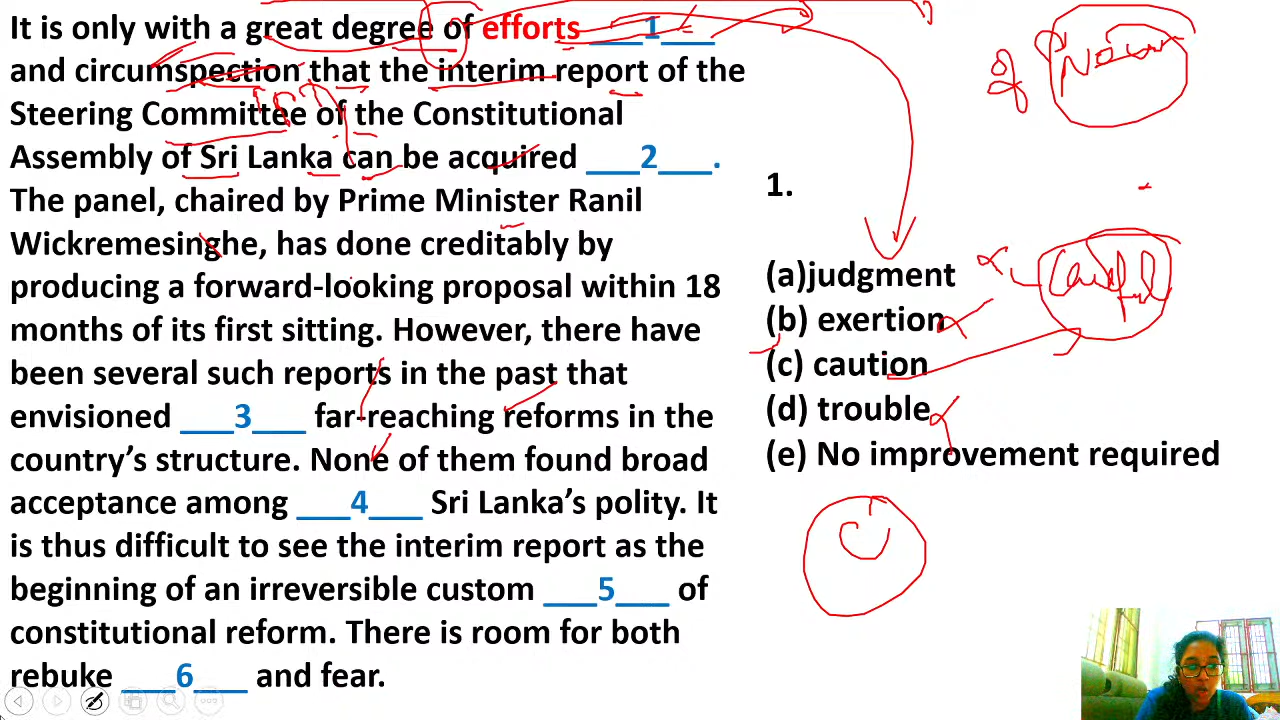 It is only with a great degree of efforts ___1___
and circumspection that the interim report of the
Steering Committee of the Constitutional
Assembly of Sri Lanka can be acquired ___2___.
The panel, chaired by Prime Minister Ranil
Wickremesinghe, has done creditably by
producing a forward-looking proposal within 18
months of its first sitting. However, there have
been several such reports in the past that
envisioned ___3___ far-reaching reforms in the
country’s structure. None of them found broad
acceptance among ___4___ Sri Lanka’s polity. It
is thus difficult to see the interim report as the
beginning of an irreversible custom ___5___ of
constitutional reform. There is room for both
rebuke ___6___ and fear.
of Noun
1.
(a)judgment
(b) exertion
(c) caution
(d) trouble
(e) No improvement required
Careful
C